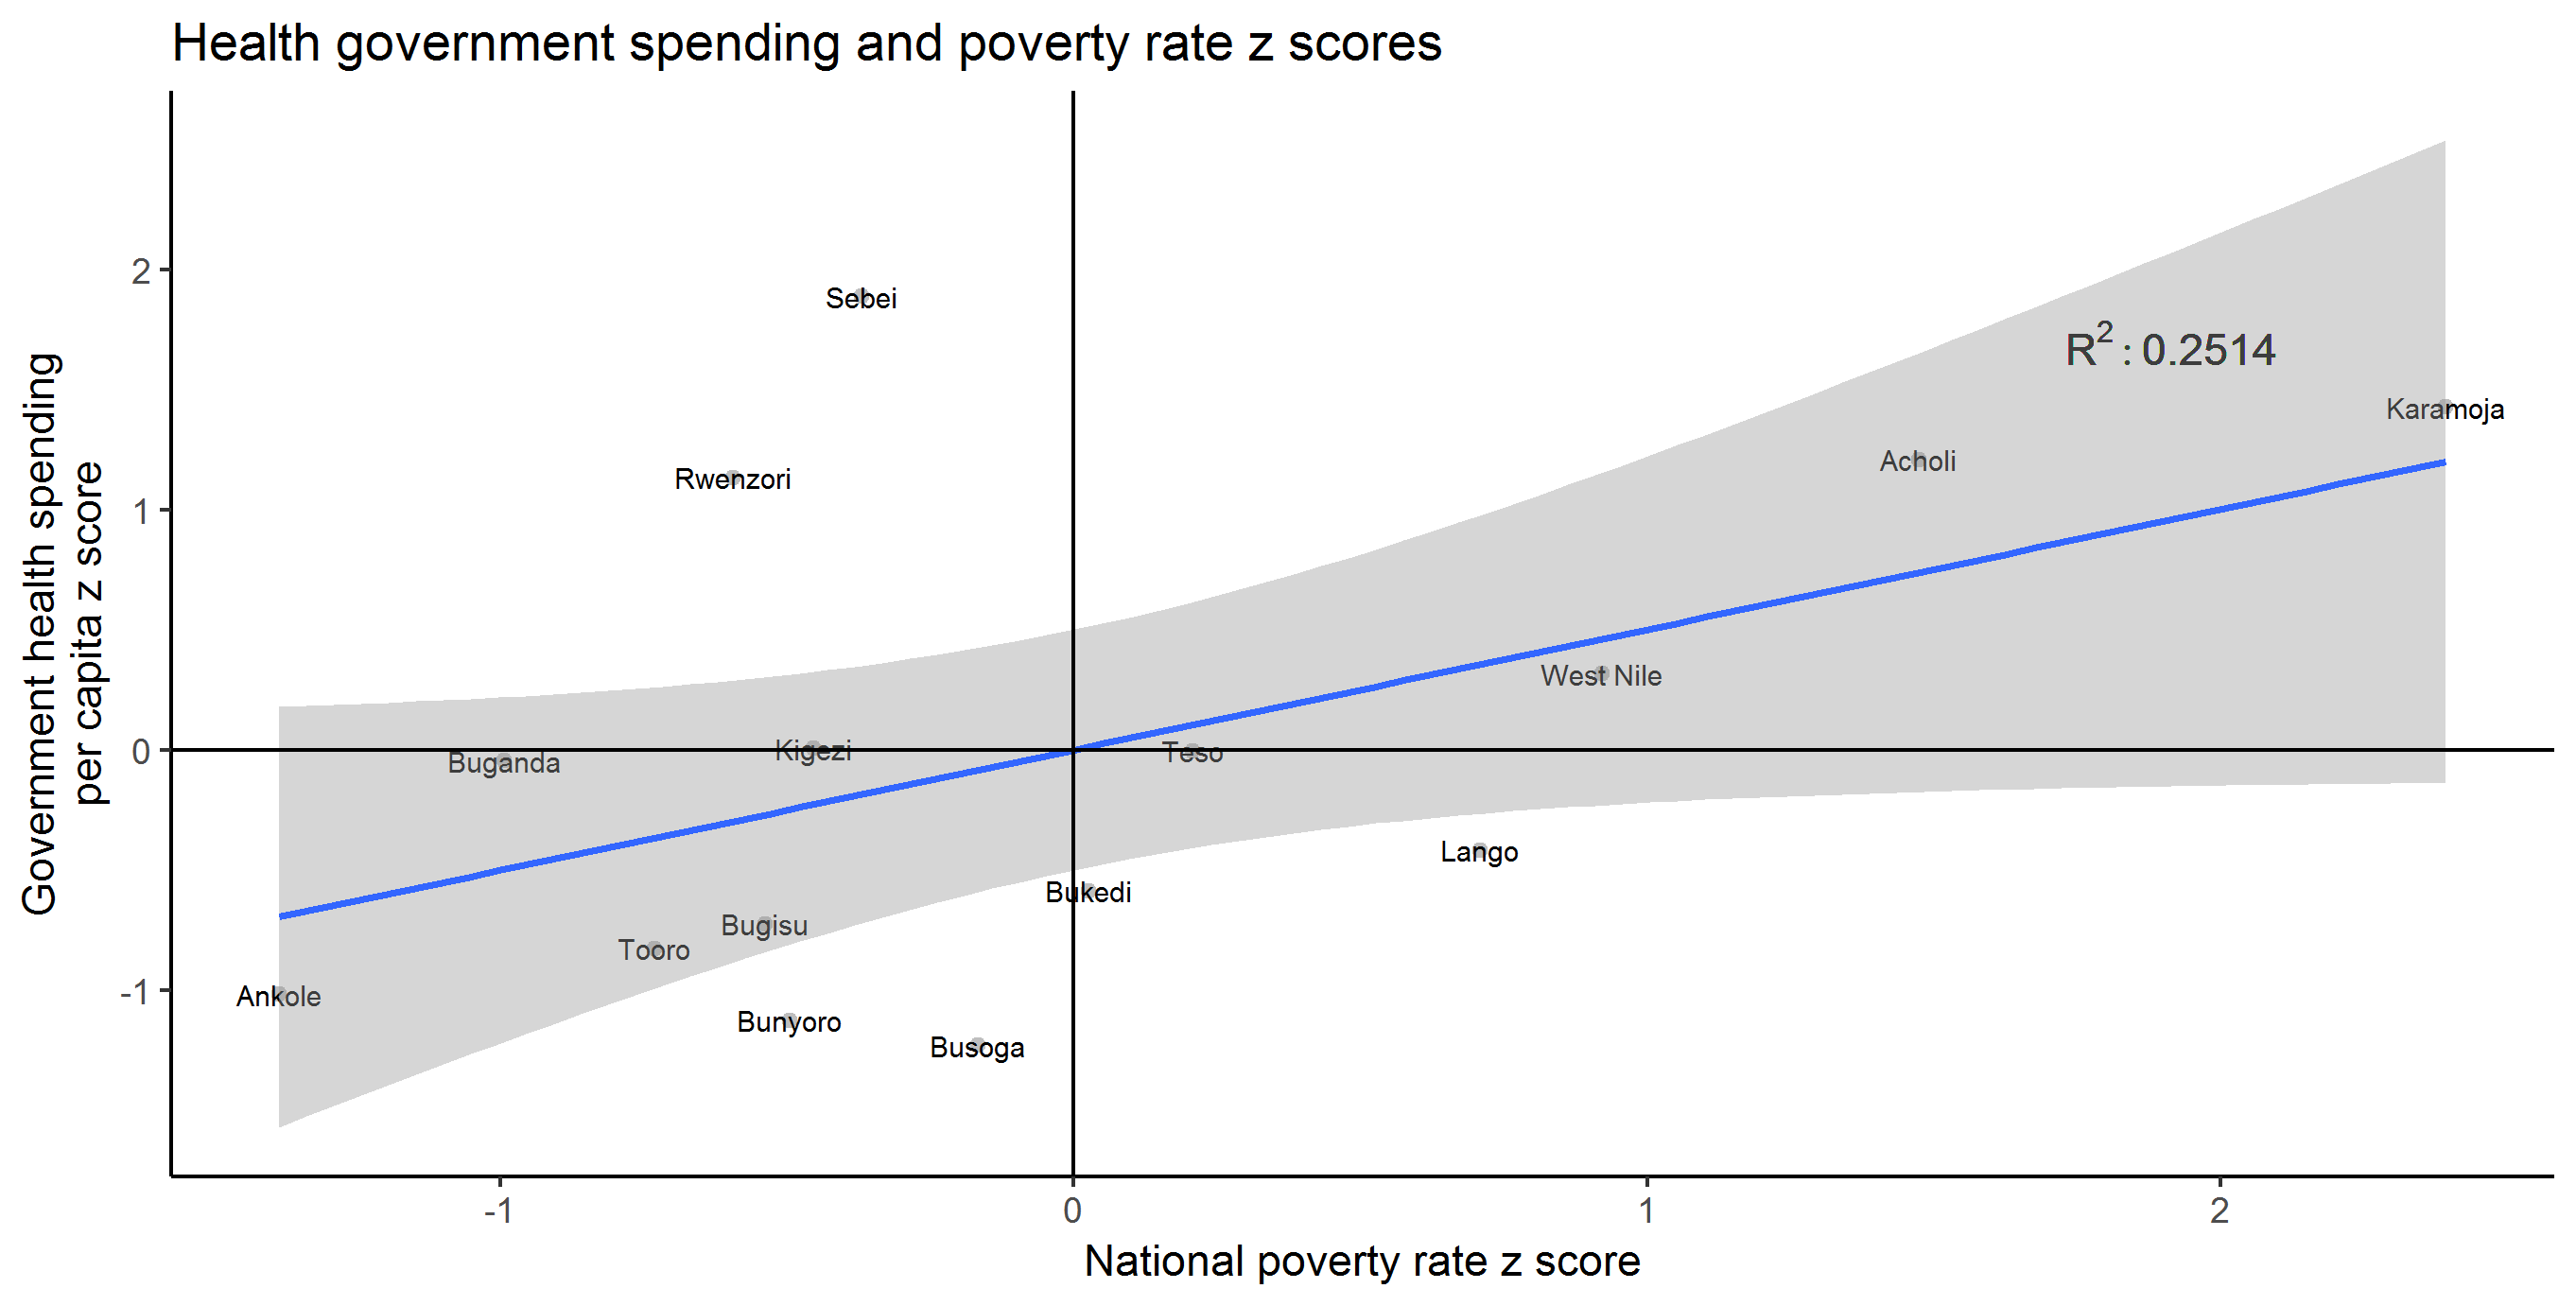 Health government spending and poverty rate z scores
Government health spending
per capita z score
2
1
0
-1
Sebei
R²: 0.2514
Karamoja
Acholi
Rwenzori
West Nile
Kigezi
Teso
Buganda
Lango
Bukedi
Bugisu
Tooro
Ankole
Bunyoro
Busoga
-1 0 1 2
National poverty rate z score